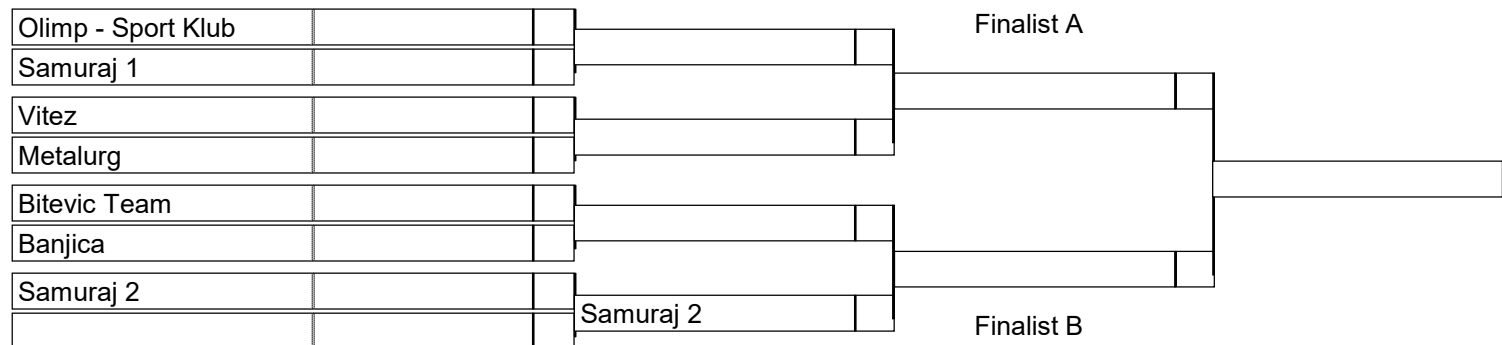 Olimp - Sport Klub
Finalist A
Samuraj 1
Vitez
Metalurg
Bitevic Team
Banjica
Samuraj 2
Samuraj 2
Finalist B